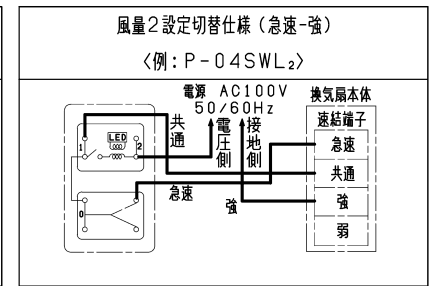 風量2設定切替仕様（急速-強）
〈例：P-04SWL₂〉
電源 AC100V
50/60Hz
換気扇本体
速結端子
急速
共通
強
弱
共通
電圧側
接地側
LED
1
2
0
急速
強